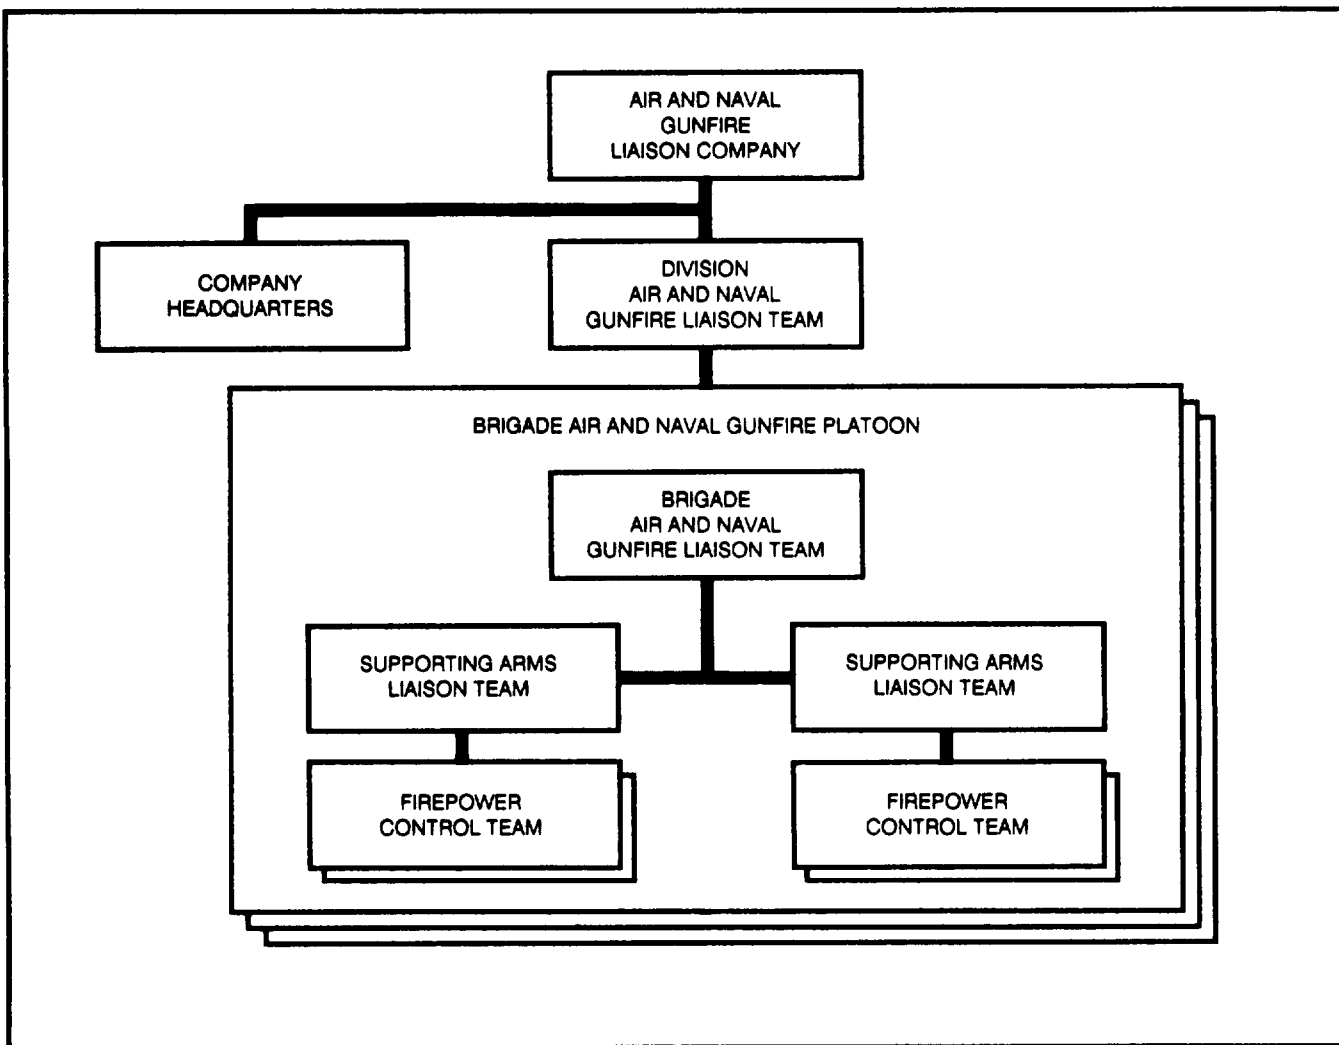 AIR AND NAVAL
GUNFIRE
LIAISON COMPANY
COMPANY
HEADQUARTERS
DIVISION
AIR AND NAVAL
GUNFIRE LIAISON TEAM
BRIGADE AIR AND NAVAL GUNFIRE PLATOON
BRIGADE
AIR AND NAVAL
GUNFIRE LIAISON TEAM
SUPPORTING ARMS
LIAISON TEAM
SUPPORTING ARMS
LIAISON TEAM
FIREPOWER
CONTROL TEAM
FIREPOWER
CONTROL TEAM